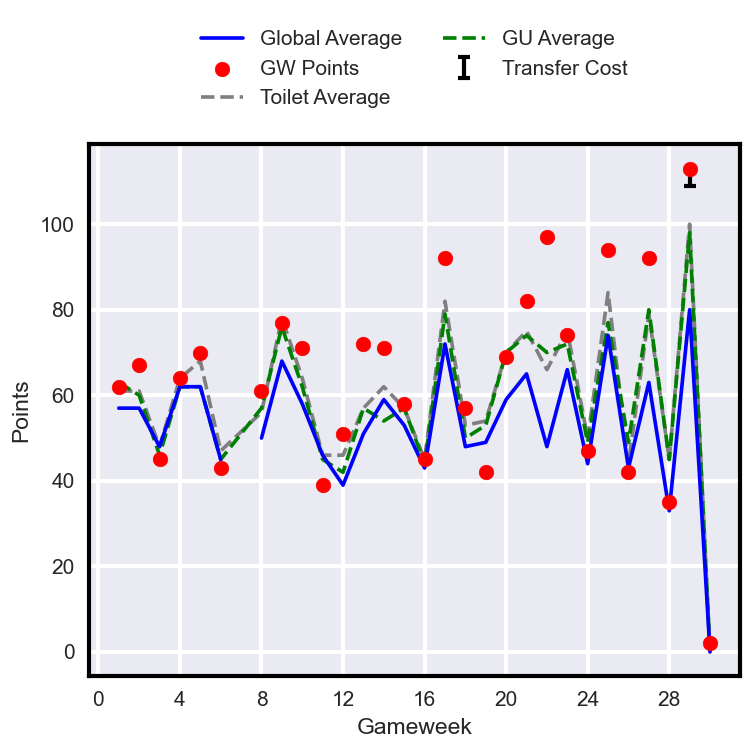 Global Average
GW Points
Toilet Average
GU Average
Transfer Cost
Points
100
80
60
40
20
0
0 4 8 12 16 20 24 28
Gameweek